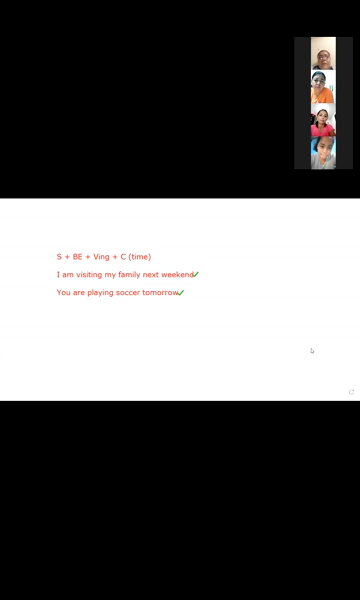 S + BE + Ving + C (time)
I am visiting my family next weekend
You are playing soccer tomorrow